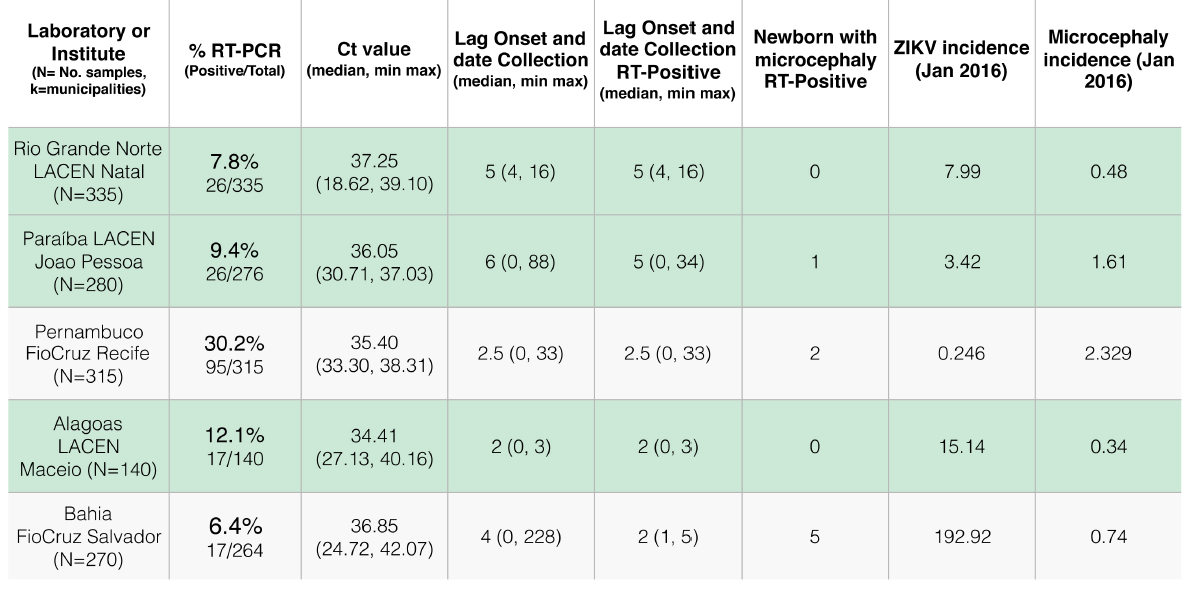 Laboratory or
Institute
(N= No. samples,
k=municipalities)
% RT-PCR
(Positive/Total)
Ct value
(median, min max)
Lag Onset and
date Collection
(median, min max)
Lag Onset and
date Collection
RT-Positive
(median, min max)
Newborn with
microcephaly
RT-Positive
ZIKV incidence
(Jan 2016)
Microcephaly
incidence (Jan
2016)
Rio Grande Norte
LACEN Natal
(N=335)
7.8%
26/335
37.25
(18.62, 39.10)
5 (4, 16)
5 (4, 16)
0
7.99
0.48
Paraíba LACEN
Joao Pessoa
(N=280)
9.4%
26/276
36.05
(30.71, 37.03)
6 (0, 88)
5 (0, 34)
1
3.42
1.61
Pernambuco
FioCruz Recife
(N=315)
30.2%
95/315
35.40
(33.30, 38.31)
2.5 (0, 33)
2.5 (0, 33)
2
0.246
2.329
Alagoas
LACEN
Maceio (N=140)
12.1%
17/140
34.41
(27.13, 40.16)
2 (0, 3)
2 (0, 3)
0
15.14
0.34
Bahia
FioCruz Salvador
(N=270)
6.4%
17/264
36.85
(24.72, 42.07)
4 (0, 228)
2 (1, 5)
5
192.92
0.74